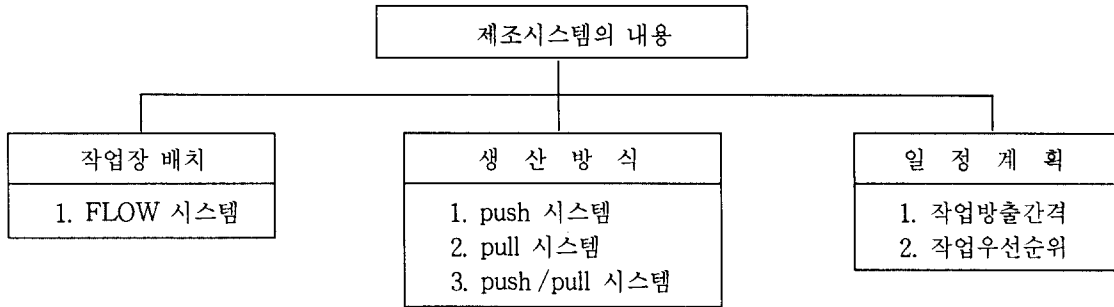 제조시스템의 내용
작업장 배치
1. FLOW 시스템
생 산 방 식
1. push 시스템
2. pull 시스템
3. push/pull 시스템
일 정 계 획
1. 작업방출간격
2. 작업우선순위